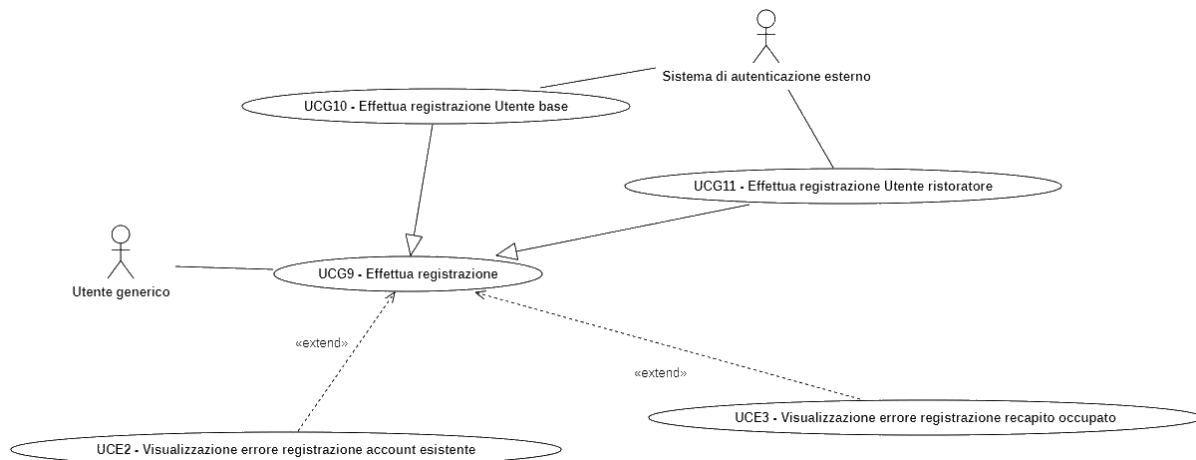 Sistema di autenticazione esterno
UCG10 - Effettua registrazione Utente base
UCG11 - Effettua registrazione Utente ristoratore
UCG9 - Effettua registrazione
Utente generico
«extend»
«extend»
UCE3 - Visualizzazione errore registrazione recapito occupato
UCE2 - Visualizzazione errore registrazione account esistente